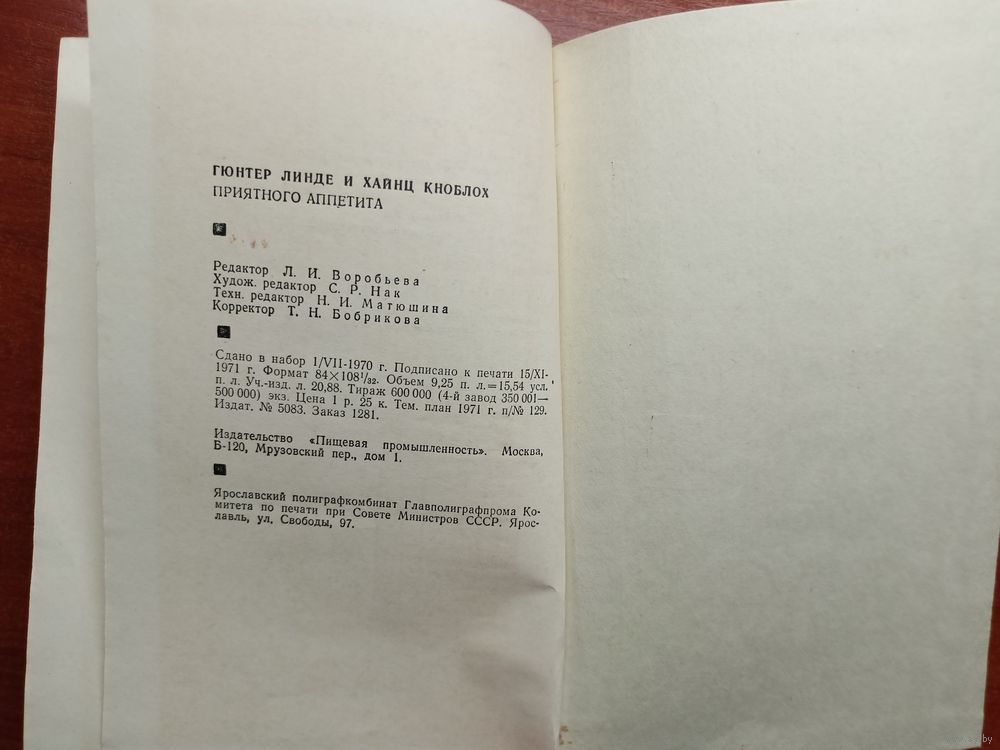 ГЮНТЕР ЛИНДЕ И ХАЙНЦ КНОБЛОХ
ПРИЯТНОГО АППЕТИТА
Редактор Л. И. Воробьева
Худож. редактор С. Р. Нак
Техн. редактор Н. И. Матюшина
Корректор Т. Н. Бобрикова
Сдано в набор 1/VII-1970 г. Подписано к печати 15/XI-
1971 г. Формат 84×108¹/₃₂. Объем 9,25 п. л.=15,54 усл.
п. л. Уч.-изд. л. 20,88. Тираж 600 000 (4-й завод 350 001—
500 000) экз. Цена 1 р. 25 к. Тем. план 1971 г. п/№ 129.
Издат. № 5083. Заказ 1281.
Издательство «Пищевая промышленность». Москва,
Б-120, Мрузовский пер., дом 1.
Ярославский полиграфкомбинат Главполиграфпрома Ко-
митета по печати при Совете Министров СССР. Ярос-
лавль, ул. Свободы, 97.